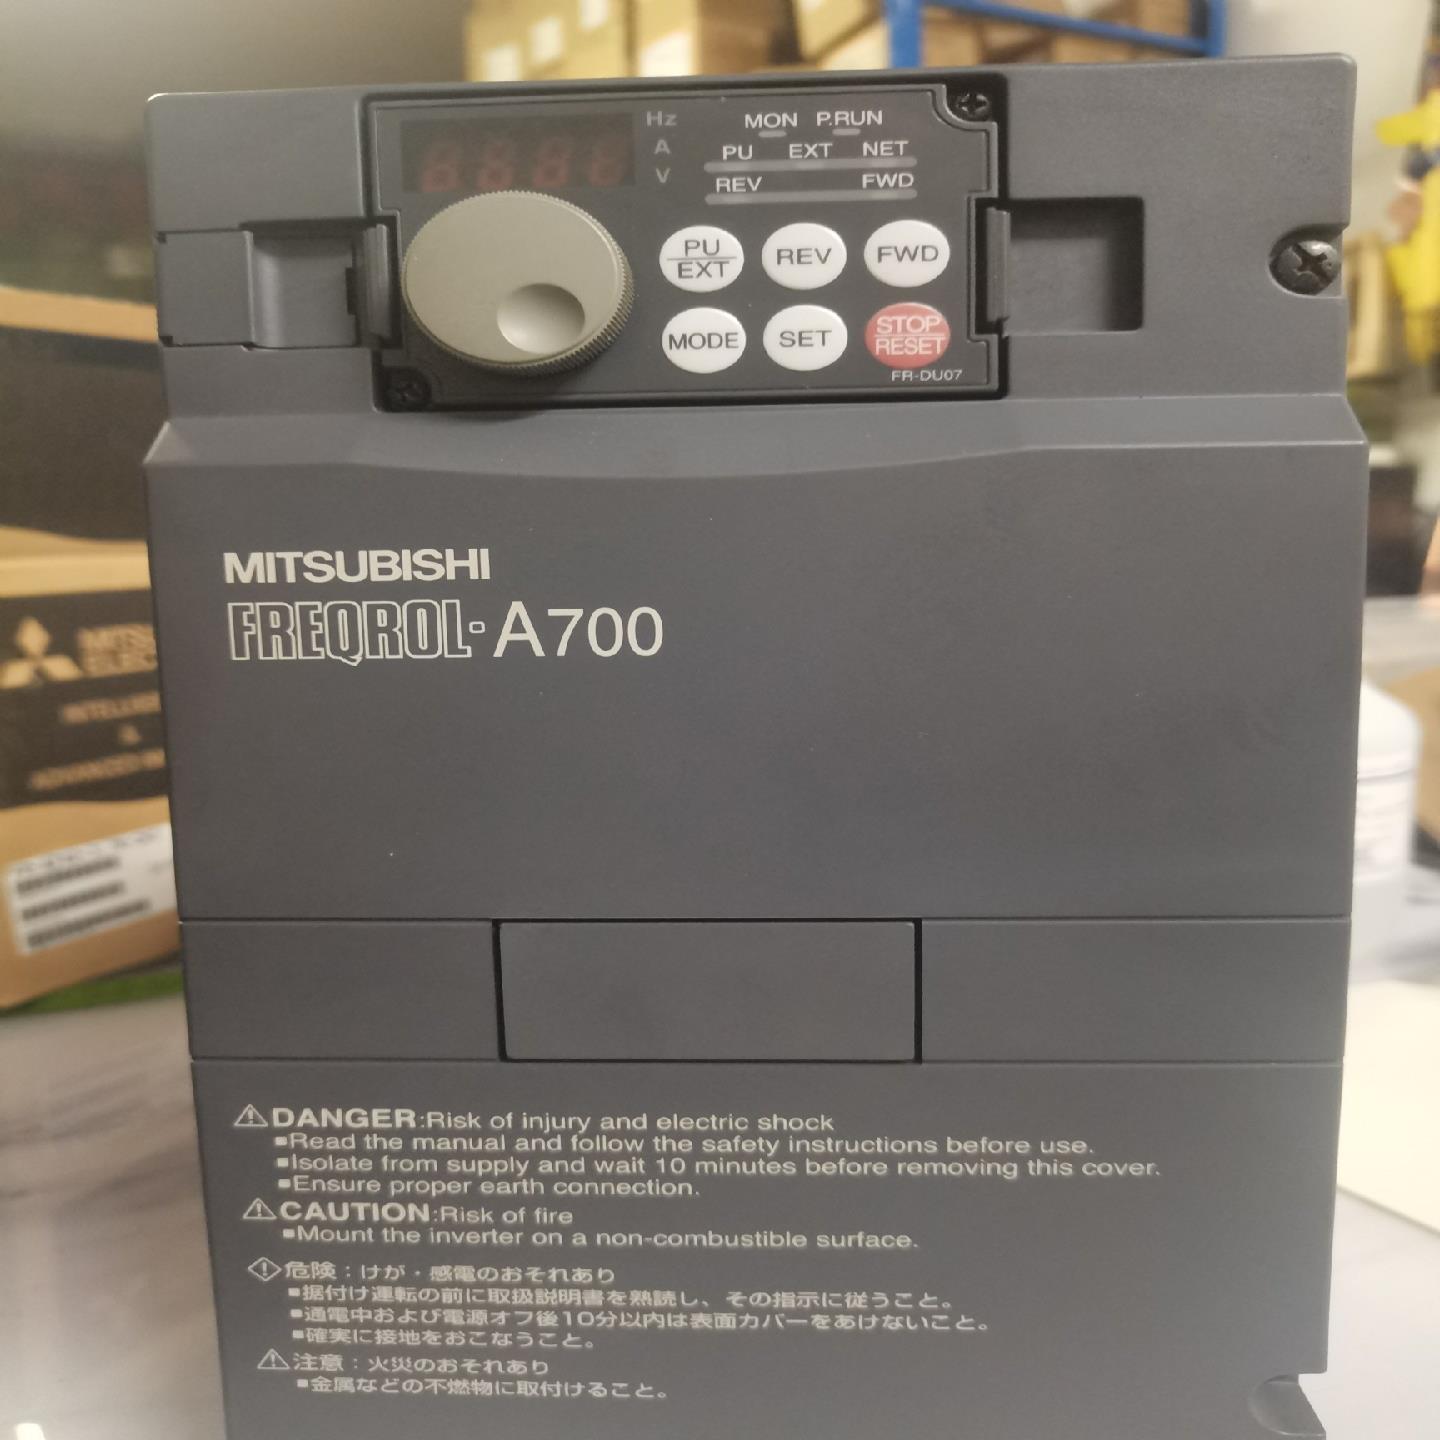 Hz
A
V
MON P.RUN
PU EXT NET
REV FWD
PU
EXT
REV
FWD
MODE
SET
STOP
RESET
FR-DU07
MITSUBISHI
FREQROL-A700
⚠DANGER:Risk of injury and electric shock
▪Read the manual and follow the safety instructions before use.
▪Isolate from supply and wait 10 minutes before removing this cover.
▪Ensure proper earth connection.
⚠CAUTION:Risk of fire
▪Mount the inverter on a non-combustible surface.
危険：けが・感電のおそれあり
▪据付け運転の前に取扱説明書を熟読し、その指示に従うこと。
▪通電中および電源オフ後10分以内は表面カバーをあけないこと。
▪確実に接地をおこなうこと。
⚠注意：火災のおそれあり
▪金属などの不燃物に取付けること。